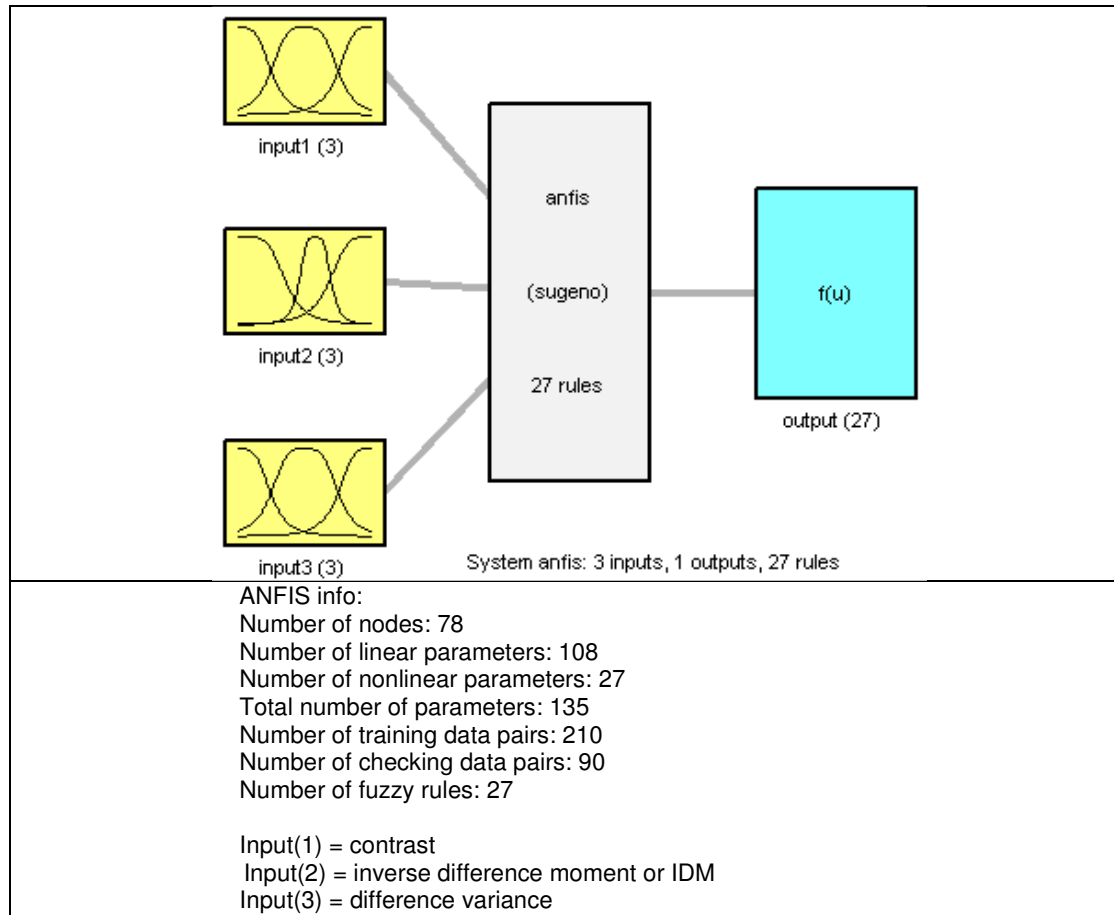 input1 (3)
anfis
(sugeno)
27 rules
f(u)
input2 (3)
output (27)
input3 (3)
System anfis: 3 inputs, 1 outputs, 27 rules
ANFIS info:
Number of nodes: 78
Number of linear parameters: 108
Number of nonlinear parameters: 27
Total number of parameters: 135
Number of training data pairs: 210
Number of checking data pairs: 90
Number of fuzzy rules: 27
Input(1) = contrast
Input(2) = inverse difference moment or IDM
Input(3) = difference variance